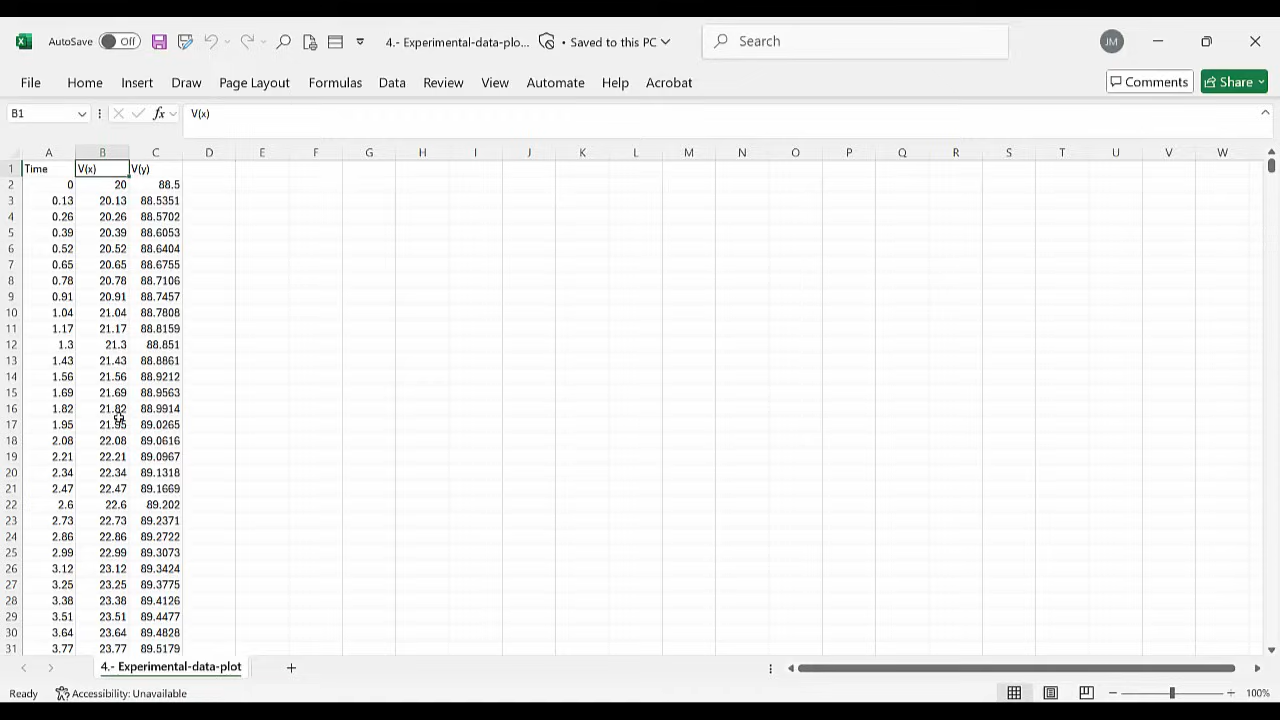 AutoSave Off 4.- Experimental-data-plo... • Saved to this PC Search JM
File Home Insert Draw Page Layout Formulas Data Review View Automate Help Acrobat Comments Share
B1 fx V(x)
A B C D E F G H I J K L M N O P Q R S T U V W
1 Time V(x) V(y)
2 0 20 88.5
3 0.13 20.13 88.5351
4 0.26 20.26 88.5702
5 0.39 20.39 88.6053
6 0.52 20.52 88.6404
7 0.65 20.65 88.6755
8 0.78 20.78 88.7106
9 0.91 20.91 88.7457
10 1.04 21.04 88.7808
11 1.17 21.17 88.8159
12 1.3 21.3 88.851
13 1.43 21.43 88.8861
14 1.56 21.56 88.9212
15 1.69 21.69 88.9563
16 1.82 21.82 88.9914
17 1.95 21.95 89.0265
18 2.08 22.08 89.0616
19 2.21 22.21 89.0967
20 2.34 22.34 89.1318
21 2.47 22.47 89.1669
22 2.6 22.6 89.202
23 2.73 22.73 89.2371
24 2.86 22.86 89.2722
25 2.99 22.99 89.3073
26 3.12 23.12 89.3424
27 3.25 23.25 89.3775
28 3.38 23.38 89.4126
29 3.51 23.51 89.4477
30 3.64 23.64 89.4828
31 3.77 23.77 89.5179
4.- Experimental-data-plot
Ready Accessibility: Unavailable 100%